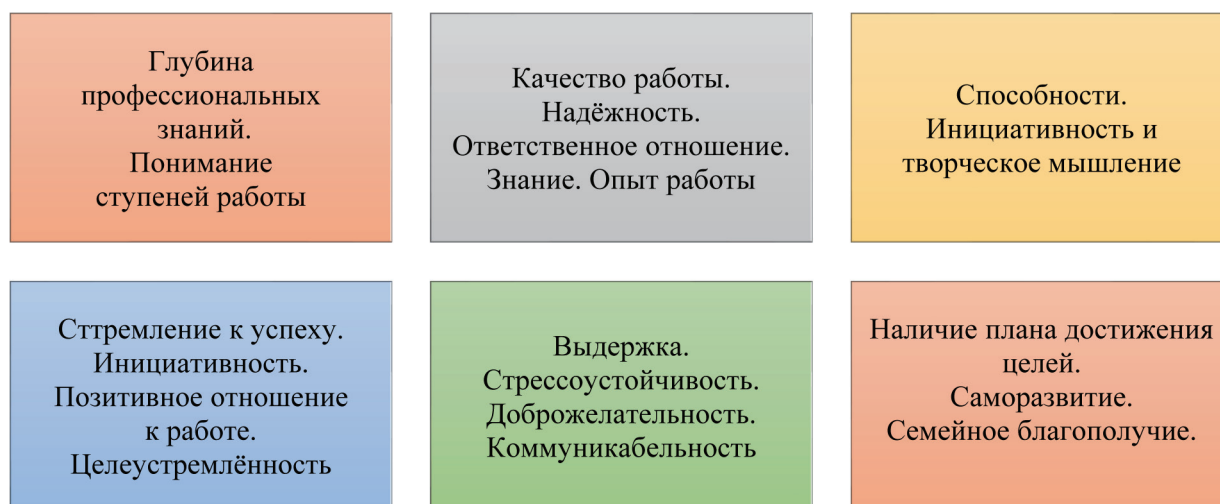 Глубина
профессиональных
знаний.
Понимание
ступеней работы
Качество работы.
Надёжность.
Ответственное отношение.
Знание. Опыт работы
Способности.
Инициативность и
творческое мышление
Сттремление к успеху.
Инициативность.
Позитивное отношение
к работе.
Целеустремлённость
Выдержка.
Стрессоустойчивость.
Доброжелательность.
Коммуникабельность
Наличие плана достижения
целей.
Саморазвитие.
Семейное благополучие.